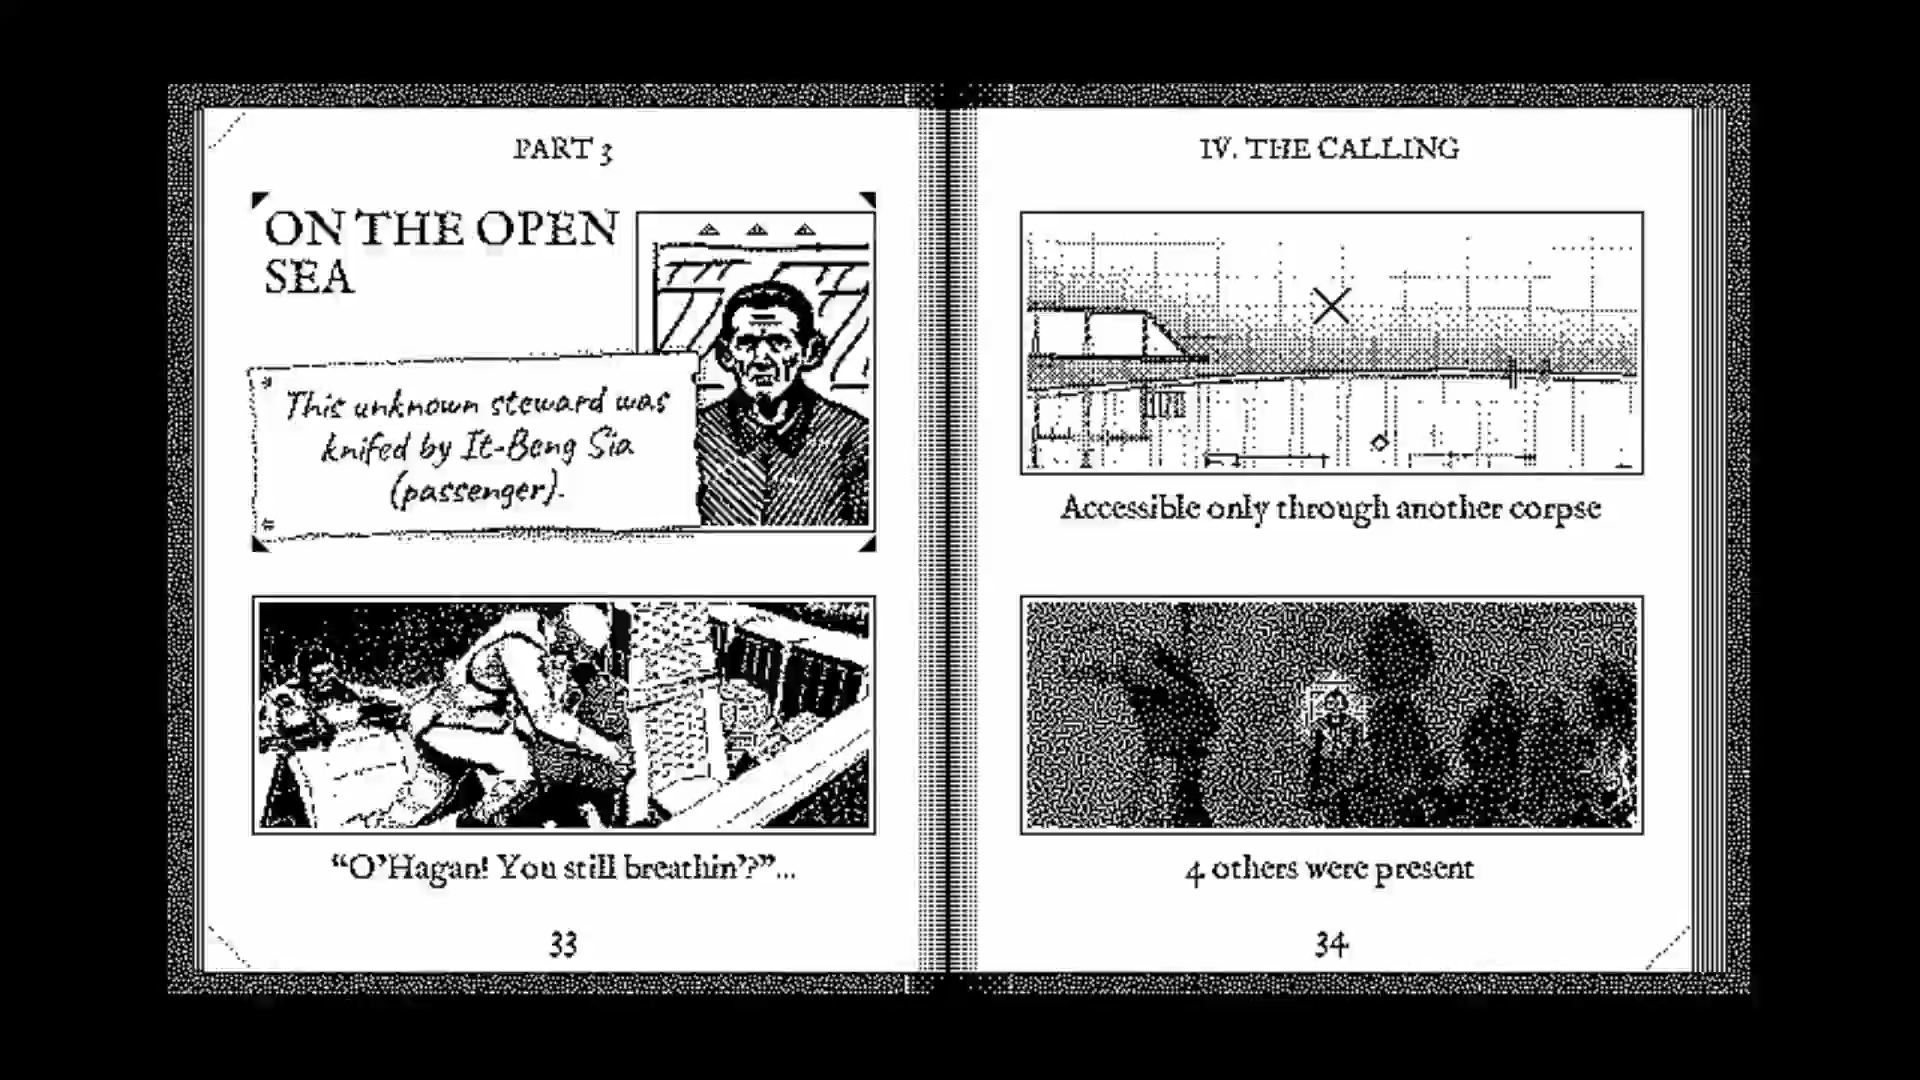 PART 3
ON THE OPEN
SEA
This unknown steward was
knifed by It-Beng Sia
(passenger).
“O’Hagan! You still breathin’?”...
33
IV. THE CALLING
Accessible only through another corpse
4 others were present
34